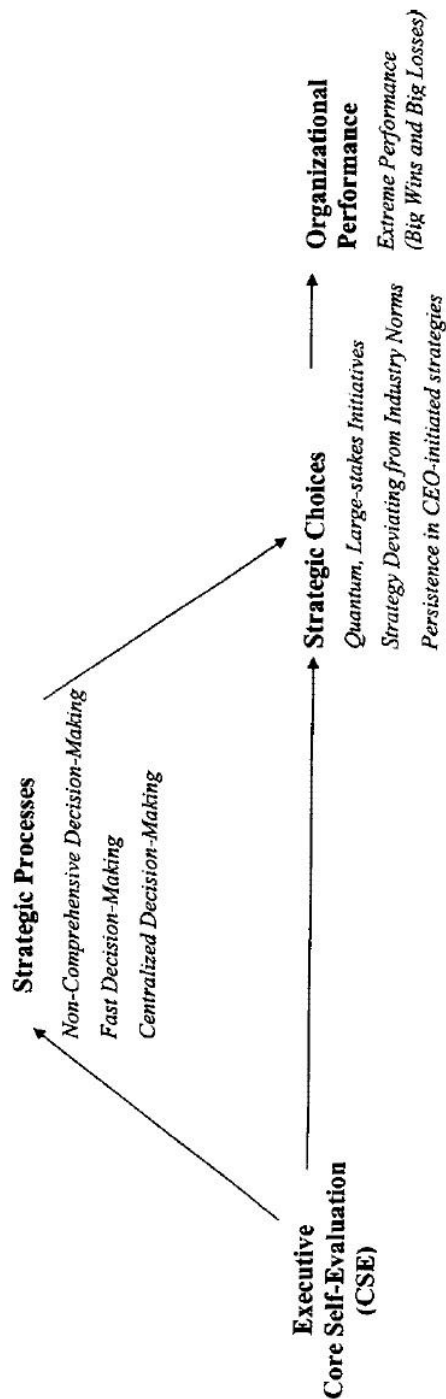 Strategic Processes
Non-Comprehensive Decision-Making
Fast Decision-Making
Centralized Decision-Making
Executive
Core Self-Evaluation
(CSE)
Strategic Choices
Quantum, Large-stakes Initiatives
Strategy Deviating from Industry Norms
Persistence in CEO-initiated strategies
Organizational
Performance
Extreme Performance
(Big Wins and Big Losses)